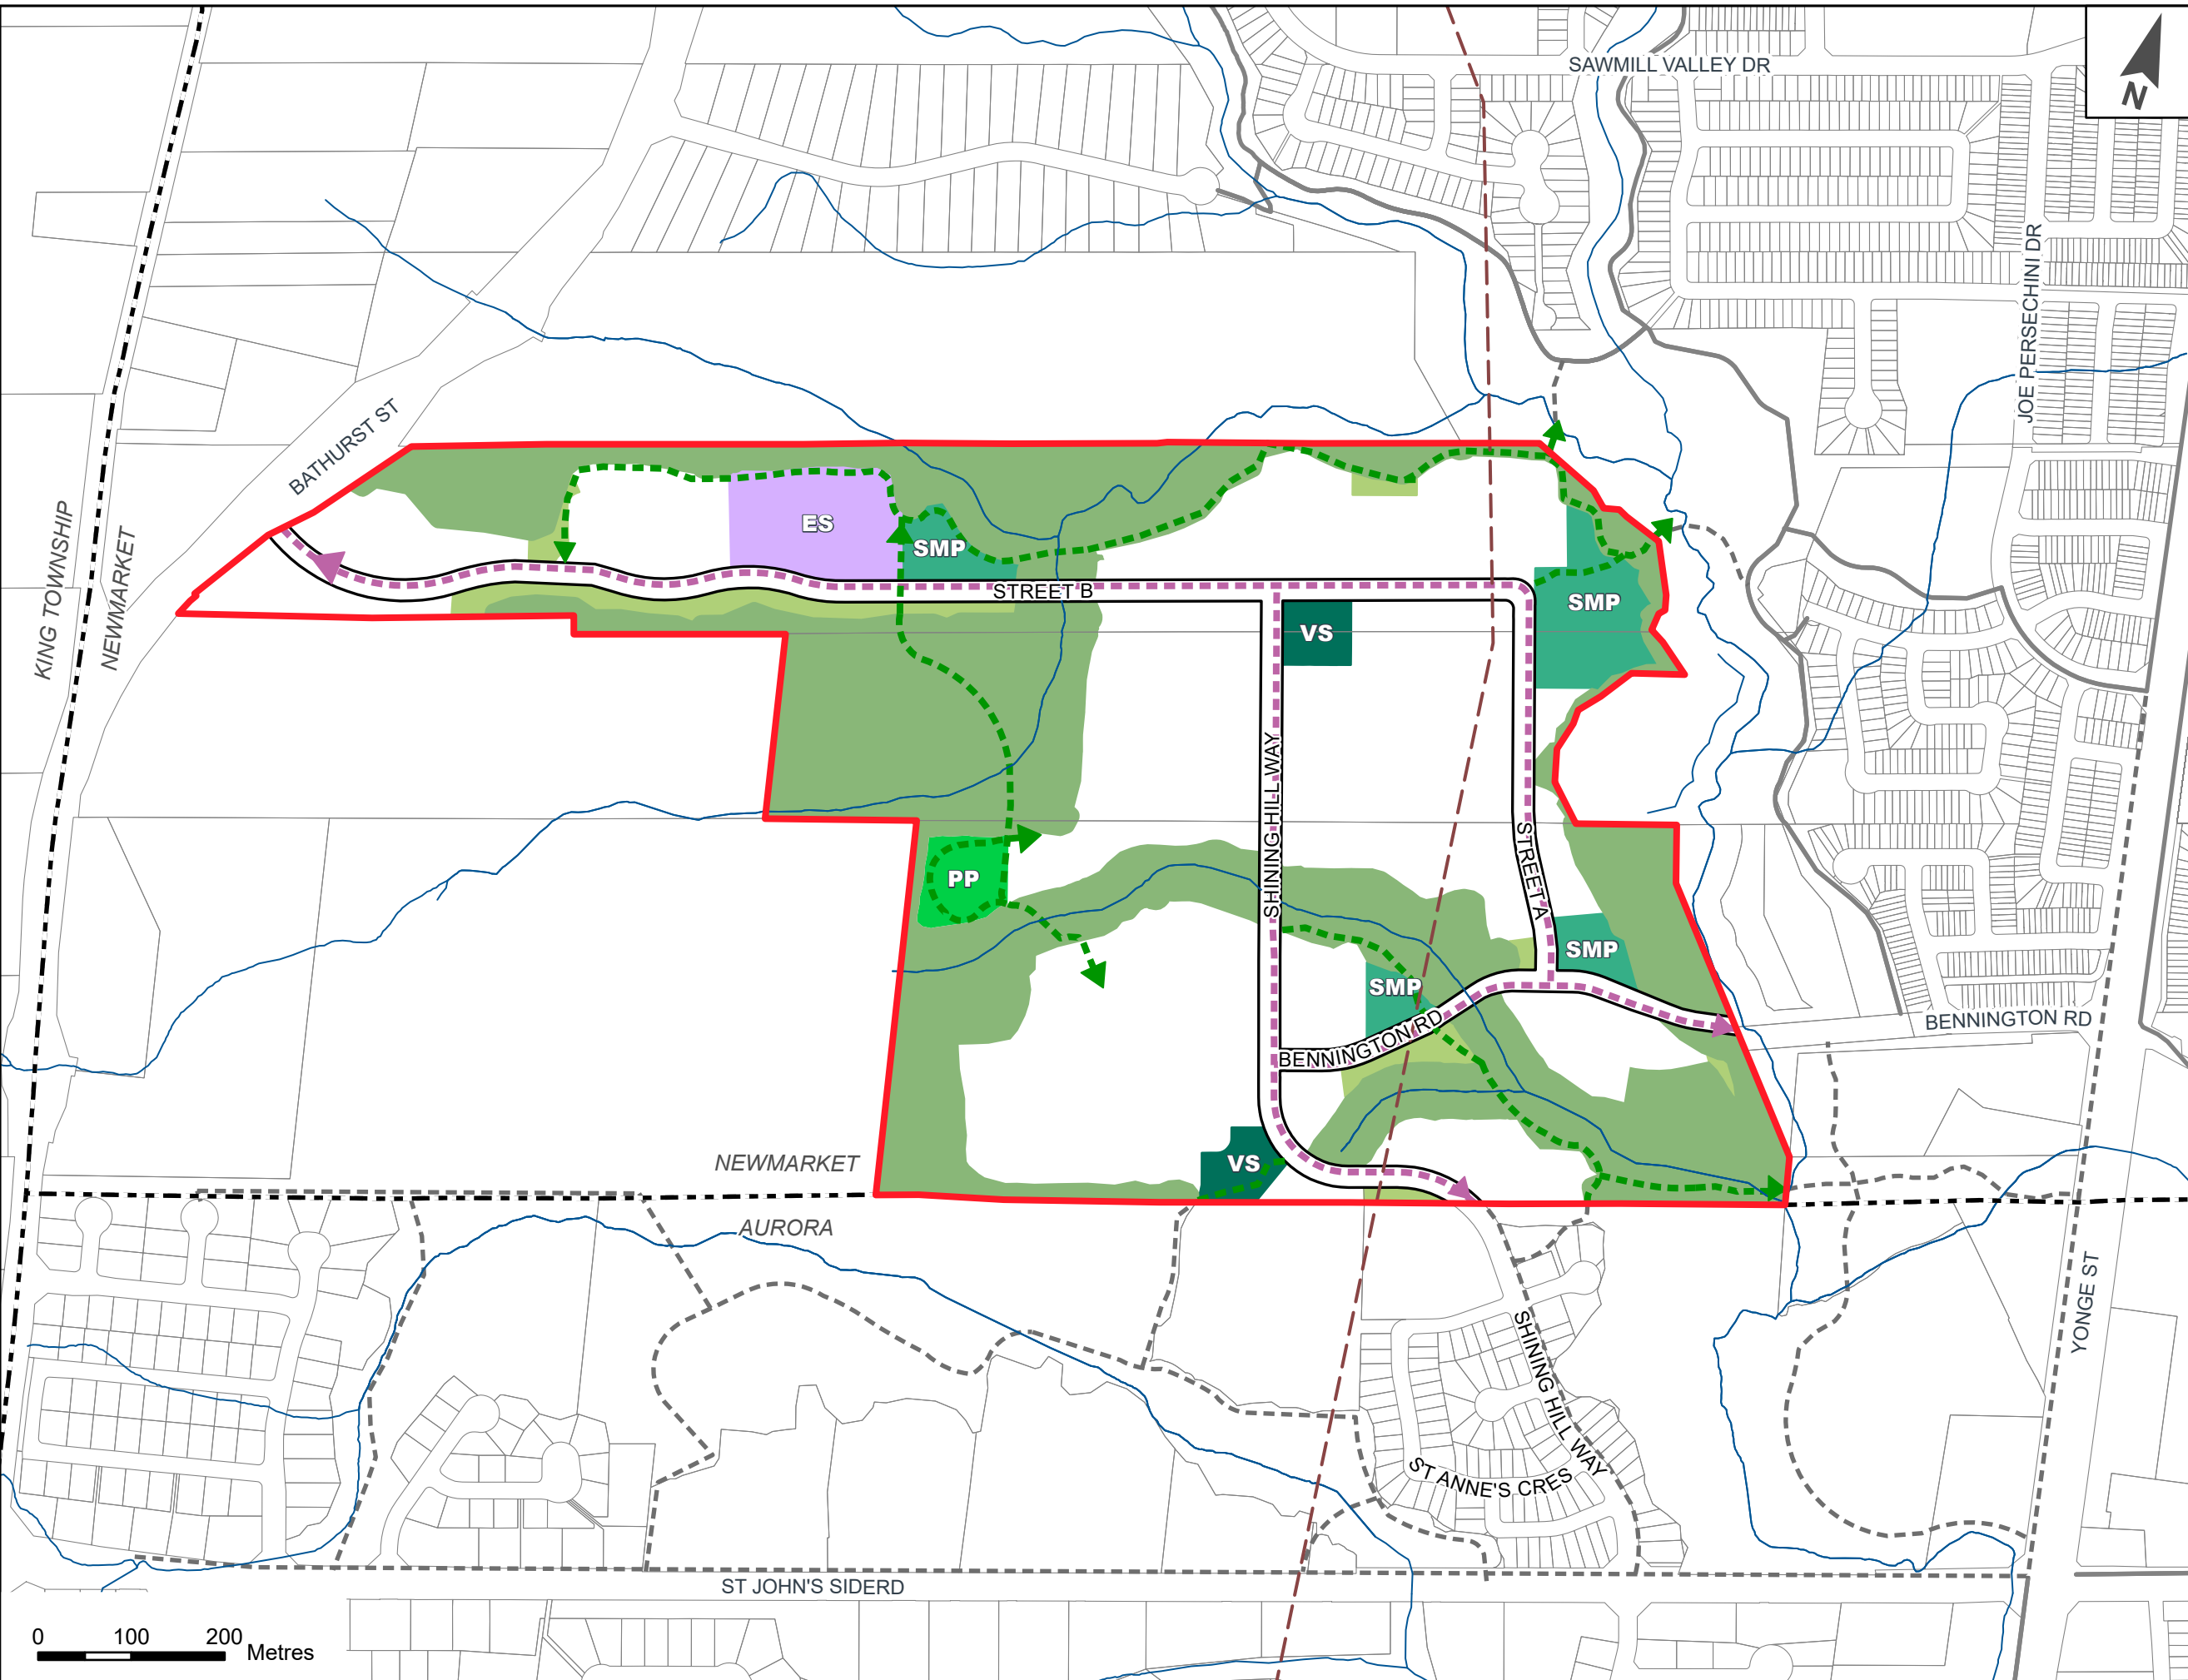 SAWMILL VALLEY DR
N
JOE PERSECHINI DR
BATHURST ST
KING TOWNSHIP
NEWMARKET
ES
SMP
STREET B
SMP
VS
SHINING HILL WAY
STREET A
PP
SMP
SMP
BENNINGTON RD
BENNINGTON RD
NEWMARKET
VS
AURORA
YONGE ST
SHINING HILL WAY
ST ANNE'S CRES
ST JOHN'S SIDERD
0 100 200 Metres